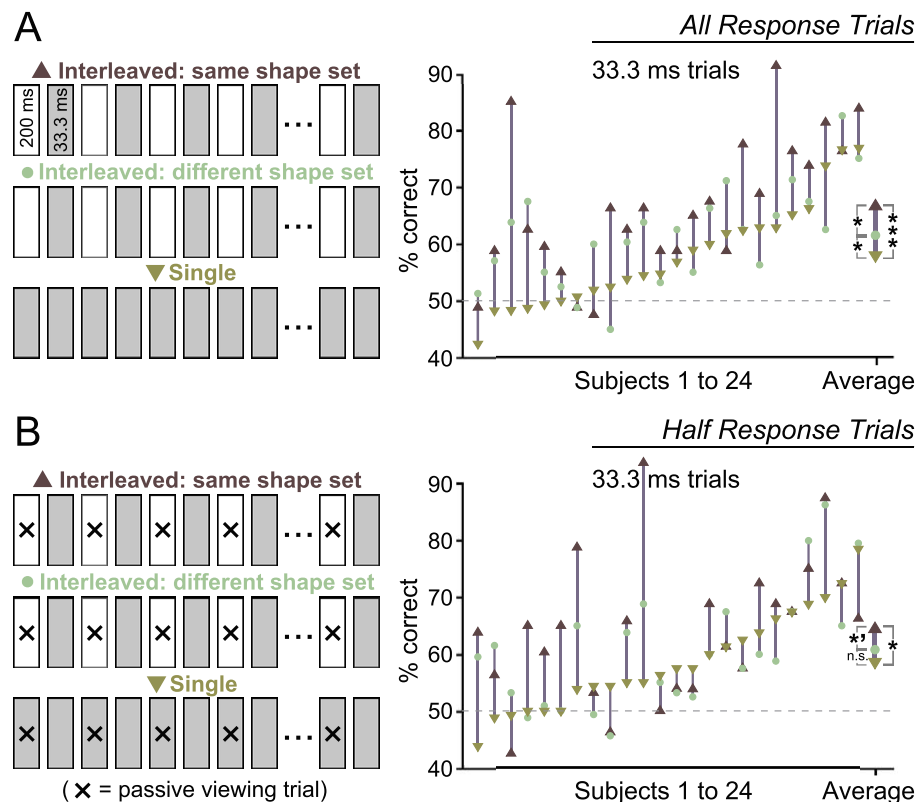 A
All Response Trials
▲ Interleaved: same shape set
200 ms
33.3 ms
...
● Interleaved: different shape set
...
▼ Single
...
33.3 ms trials
% correct
90
80
70
60
50
40
*
*
***
Subjects 1 to 24
Average
B
Half Response Trials
▲ Interleaved: same shape set
× × × × ... ×
● Interleaved: different shape set
× × × × ... ×
▼ Single
× × × × ... ×
( × = passive viewing trial)
33.3 ms trials
% correct
90
80
70
60
50
40
*’
n.s.
*
Subjects 1 to 24
Average